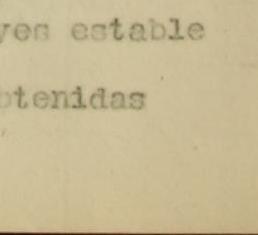 yes estable
btenidas